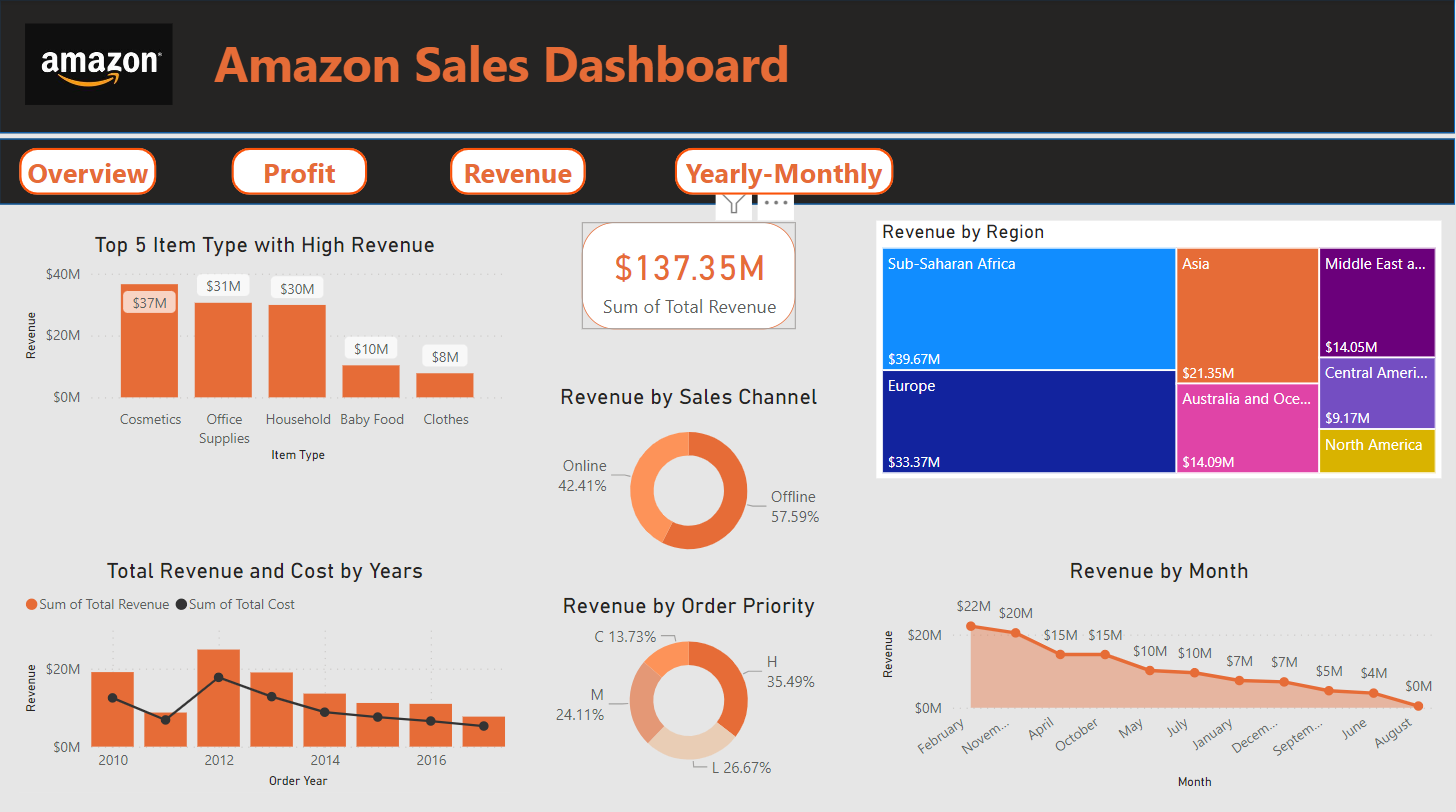 amazon
Amazon Sales Dashboard
Overview
Profit
Revenue
Yearly-Monthly
Top 5 Item Type with High Revenue
Revenue
$40M
$20M
$0M
$37M
$31M
$30M
$10M
$8M
Cosmetics
Office
Supplies
Household
Baby Food
Clothes
Item Type
$137.35M
Sum of Total Revenue
Revenue by Region
Sub-Saharan Africa
$39.67M
Europe
$33.37M
Asia
$21.35M
Australia and Oce...
$14.09M
Middle East a...
$14.05M
Central Ameri...
$9.17M
North America
Revenue by Sales Channel
Online
42.41%
Offline
57.59%
Total Revenue and Cost by Years
Sum of Total Revenue
Sum of Total Cost
Revenue
$20M
$0M
2010
2012
2014
2016
Order Year
Revenue by Order Priority
C 13.73%
H
35.49%
M
24.11%
L 26.67%
Revenue by Month
Revenue
$20M
$0M
$22M
$20M
$15M
$15M
$10M
$10M
$7M
$7M
$5M
$4M
$0M
February
Novem...
April
October
May
July
January
Decem...
Septem...
June
August
Month